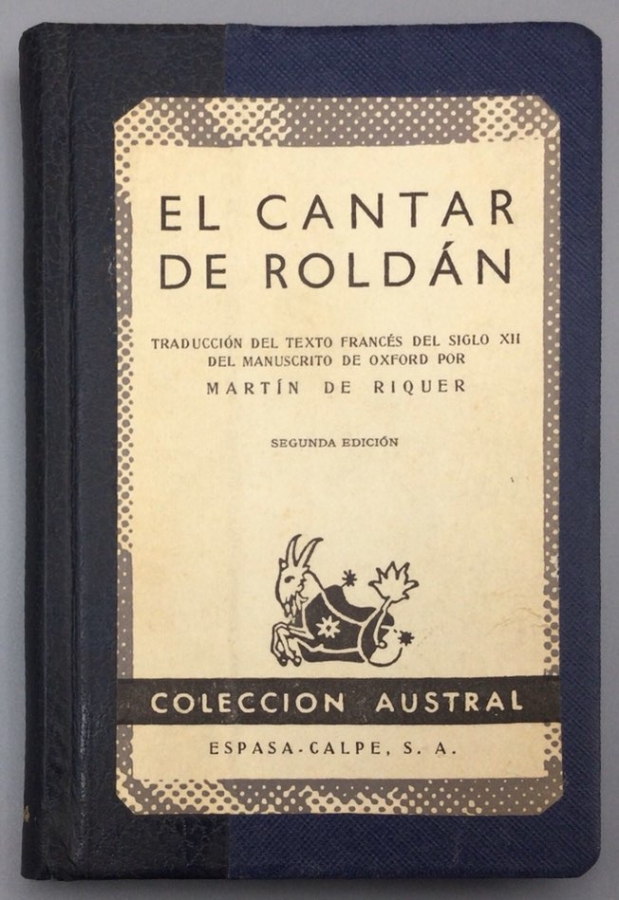 EL CANTAR
DE ROLDÁN
TRADUCCIÓN DEL TEXTO FRANCÉS DEL SIGLO XII
DEL MANUSCRITO DE OXFORD POR
MARTÍN DE RIQUER
SEGUNDA EDICIÓN
COLECCION AUSTRAL
ESPASA-CALPE, S. A.